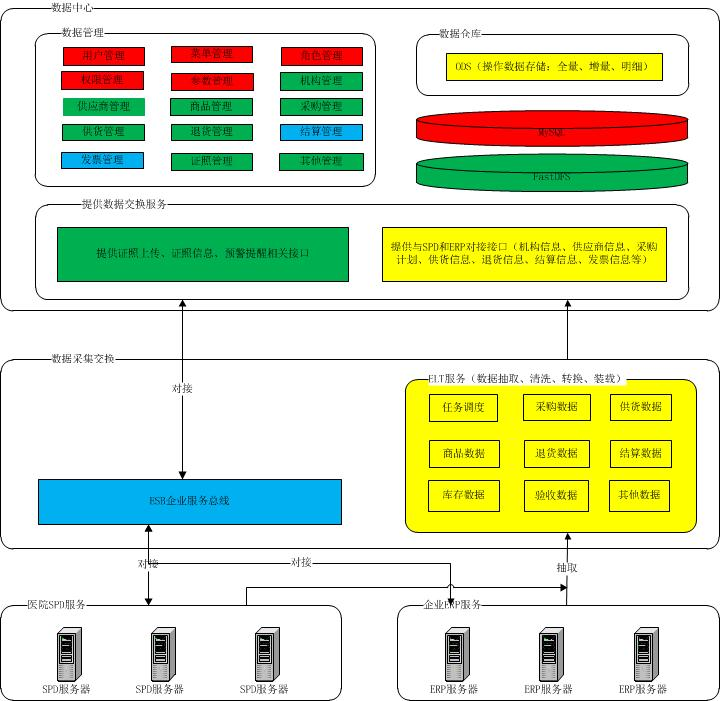 数据中心
数据管理
用户管理
菜单管理
角色管理
权限管理
参数管理
机构管理
供应商管理
商品管理
采购管理
供货管理
退货管理
结算管理
发票管理
证照管理
其他管理
数据仓库
ODS（操作数据存储：全量、增量、明细）
MySQL
FastDFS
提供数据交换服务
提供证照上传、证照信息、预警提醒相关接口
提供与SPD和ERP对接接口（机构信息、供应商信息、采购
计划、供货信息、退货信息、结算信息、发票信息等）
数据采集交换
对接
ELT服务（数据抽取、清洗、转换、装载）
任务调度
采购数据
供货数据
商品数据
退货数据
结算数据
库存数据
验收数据
其他数据
ESB企业服务总线
对接
对接
抽取
医院SPD服务
SPD服务器
SPD服务器
SPD服务器
企业ERP服务
ERP服务器
ERP服务器
ERP服务器